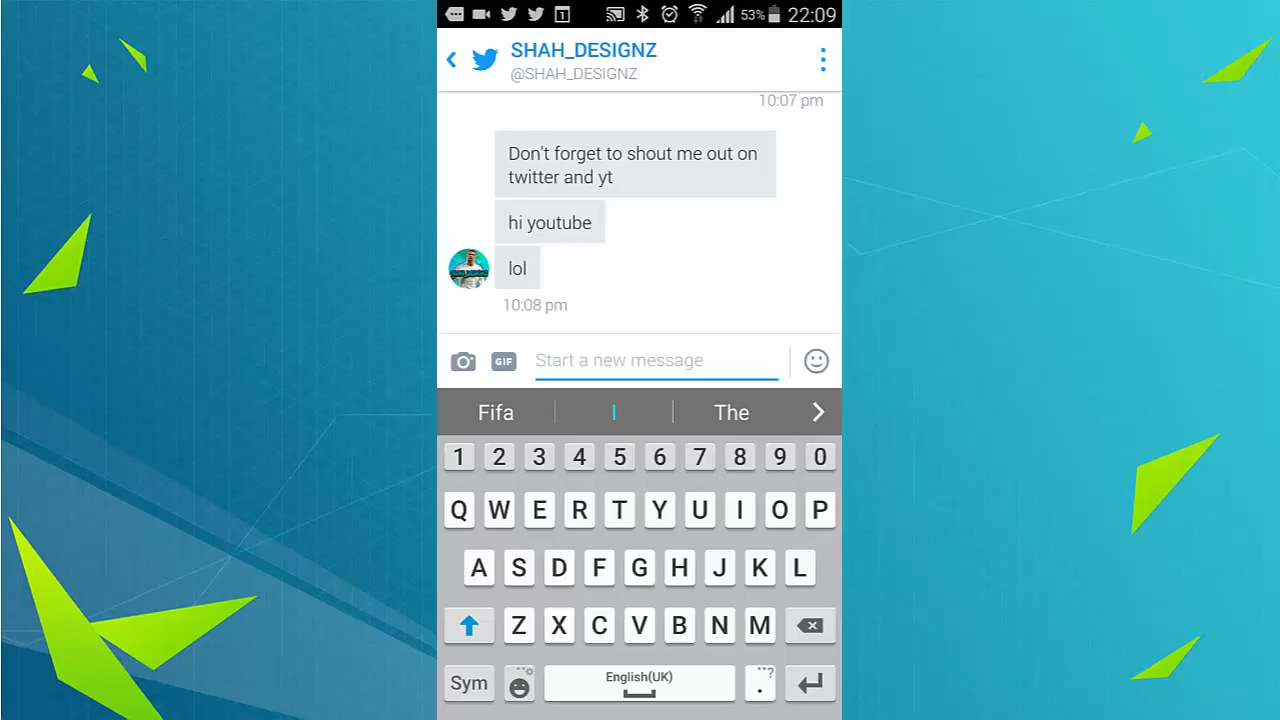 1
53%
22:09
SHAH_DESIGNZ
@SHAH_DESIGNZ
10:07 pm
Don't forget to shout me out on
twitter and yt
hi youtube
lol
10:08 pm
GIF
Start a new message
Fifa
I
The
1 2 3 4 5 6 7 8 9 0
Q W E R T Y U I O P
A S D F G H J K L
Z X C V B N M
Sym
English(UK)
. ?